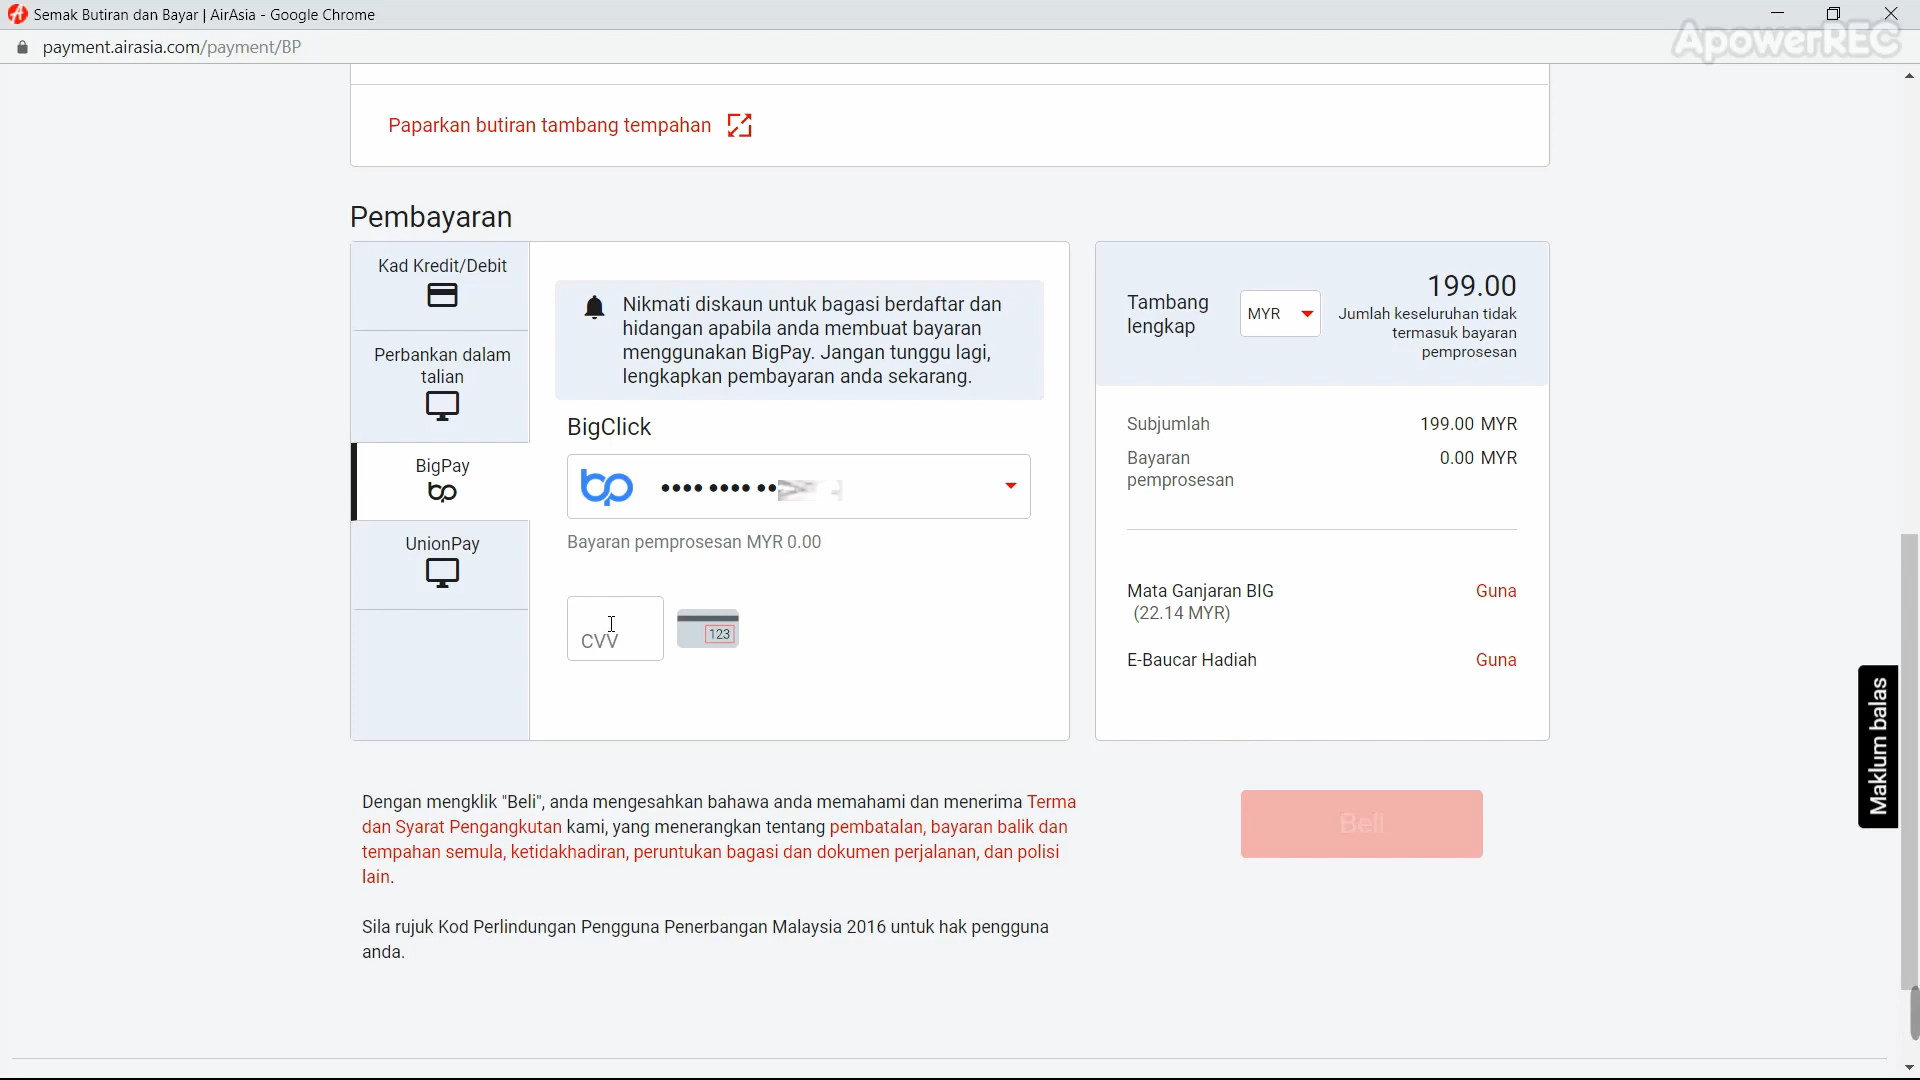 Semak Butiran dan Bayar | AirAsia - Google Chrome
payment.airasia.com/payment/BP
ApowerREC
Paparkan butiran tambang tempahan
Pembayaran
Kad Kredit/Debit
Perbankan dalam
talian
BigPay
bp
UnionPay
Nikmati diskaun untuk bagasi berdaftar dan
hidangan apabila anda membuat bayaran
menggunakan BigPay. Jangan tunggu lagi,
lengkapkan pembayaran anda sekarang.
BigClick
bp •••• •••• ••
Bayaran pemprosesan MYR 0.00
CVV
123
Tambang
lengkap
MYR
199.00
Jumlah keseluruhan tidak
termasuk bayaran
pemprosesan
Subjumlah 199.00 MYR
Bayaran 0.00 MYR
pemprosesan
Mata Ganjaran BIG Guna
(22.14 MYR)
E-Baucar Hadiah Guna
Maklum balas
Dengan mengklik "Beli", anda mengesahkan bahawa anda memahami dan menerima Terma
dan Syarat Pengangkutan kami, yang menerangkan tentang pembatalan, bayaran balik dan
tempahan semula, ketidakhadiran, peruntukan bagasi dan dokumen perjalanan, dan polisi
lain.
Beli
Sila rujuk Kod Perlindungan Pengguna Penerbangan Malaysia 2016 untuk hak pengguna
anda.